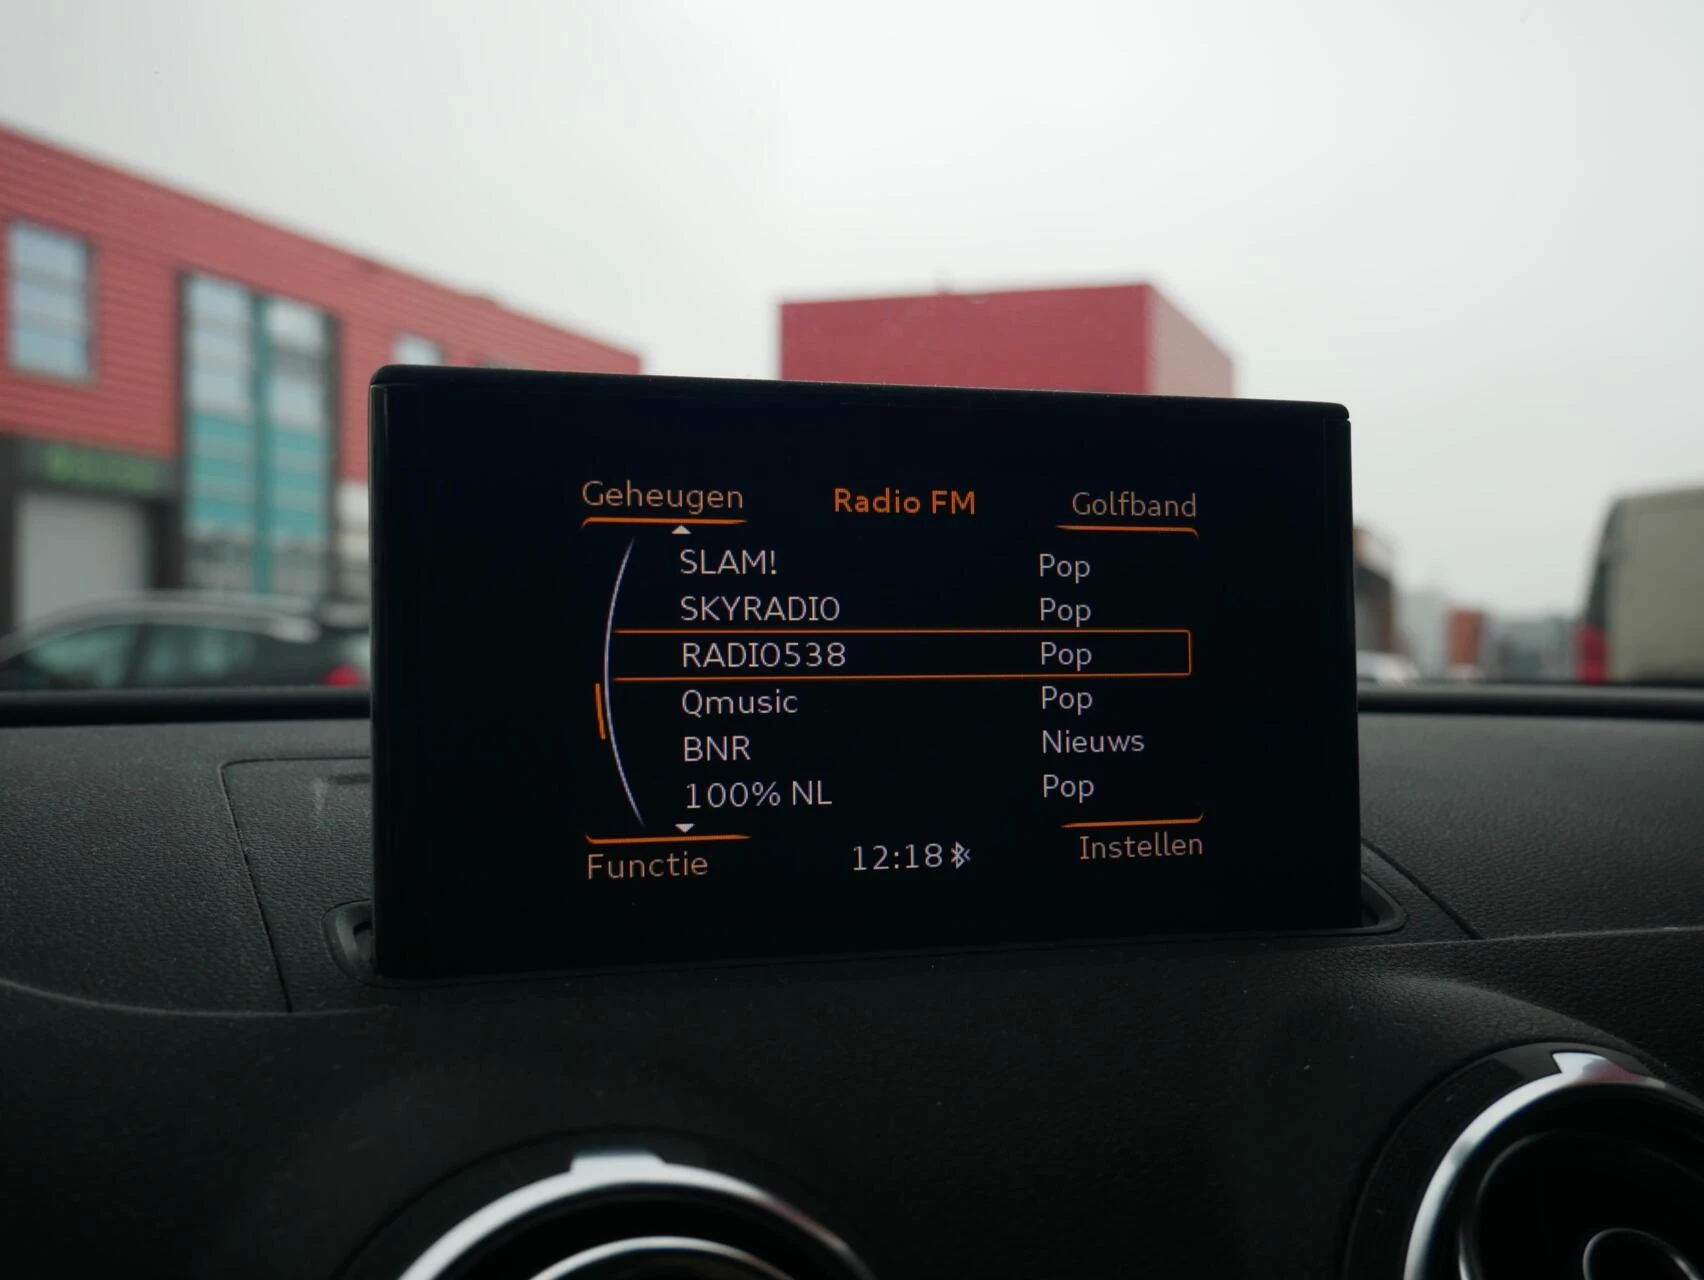 Geheugen Radio FM Golfband
SLAM! Pop
SKYRADIO Pop
RADIO538 Pop
Qmusic Pop
BNR Nieuws
100% NL Pop
Functie 12:18 Instellen